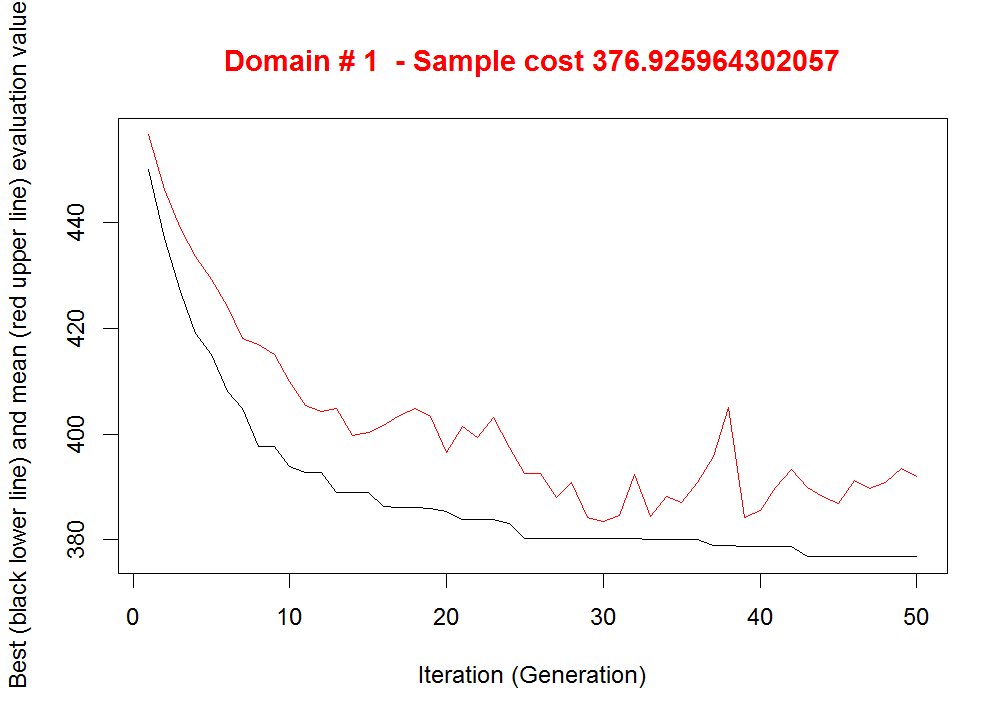 Domain # 1  - Sample cost 376.925964302057
Best (black lower line) and mean (red upper line) evaluation value
440
420
400
380
0 10 20 30 40 50
Iteration (Generation)